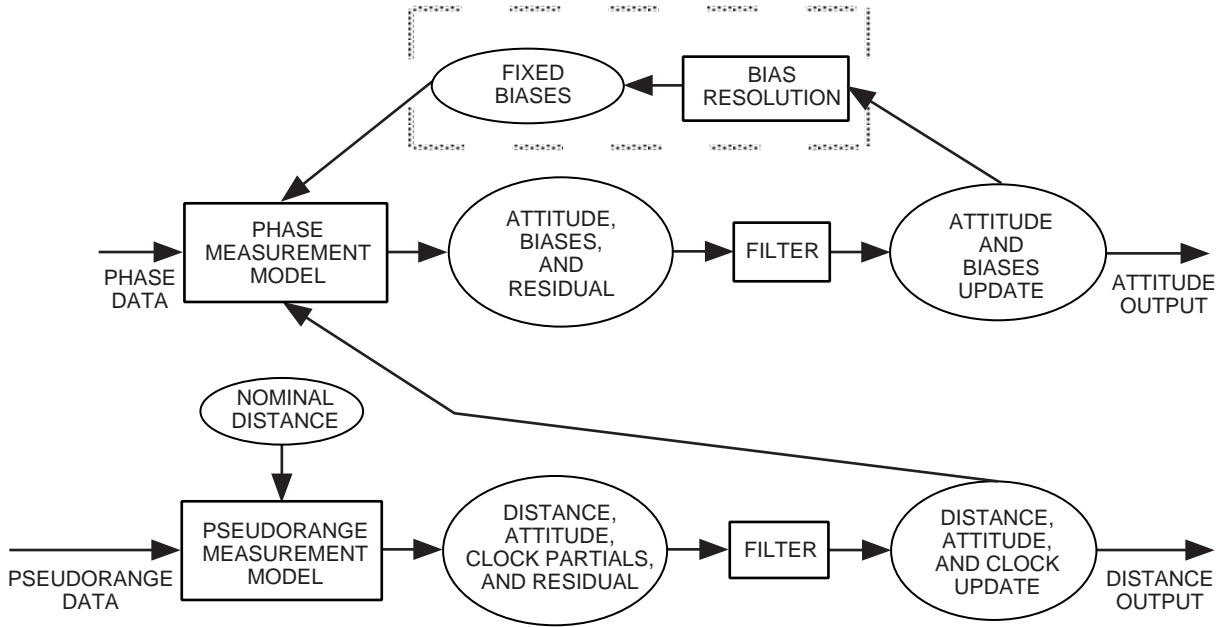 FIXED
BIASES
BIAS
RESOLUTION
PHASE
DATA
PHASE
MEASUREMENT
MODEL
ATTITUDE,
BIASES,
AND
RESIDUAL
FILTER
ATTITUDE
AND
BIASES
UPDATE
ATTITUDE
OUTPUT
NOMINAL
DISTANCE
PSEUDORANGE
DATA
PSEUDORANGE
MEASUREMENT
MODEL
DISTANCE,
ATTITUDE,
CLOCK PARTIALS,
AND RESIDUAL
FILTER
DISTANCE,
ATTITUDE,
AND CLOCK
UPDATE
DISTANCE
OUTPUT